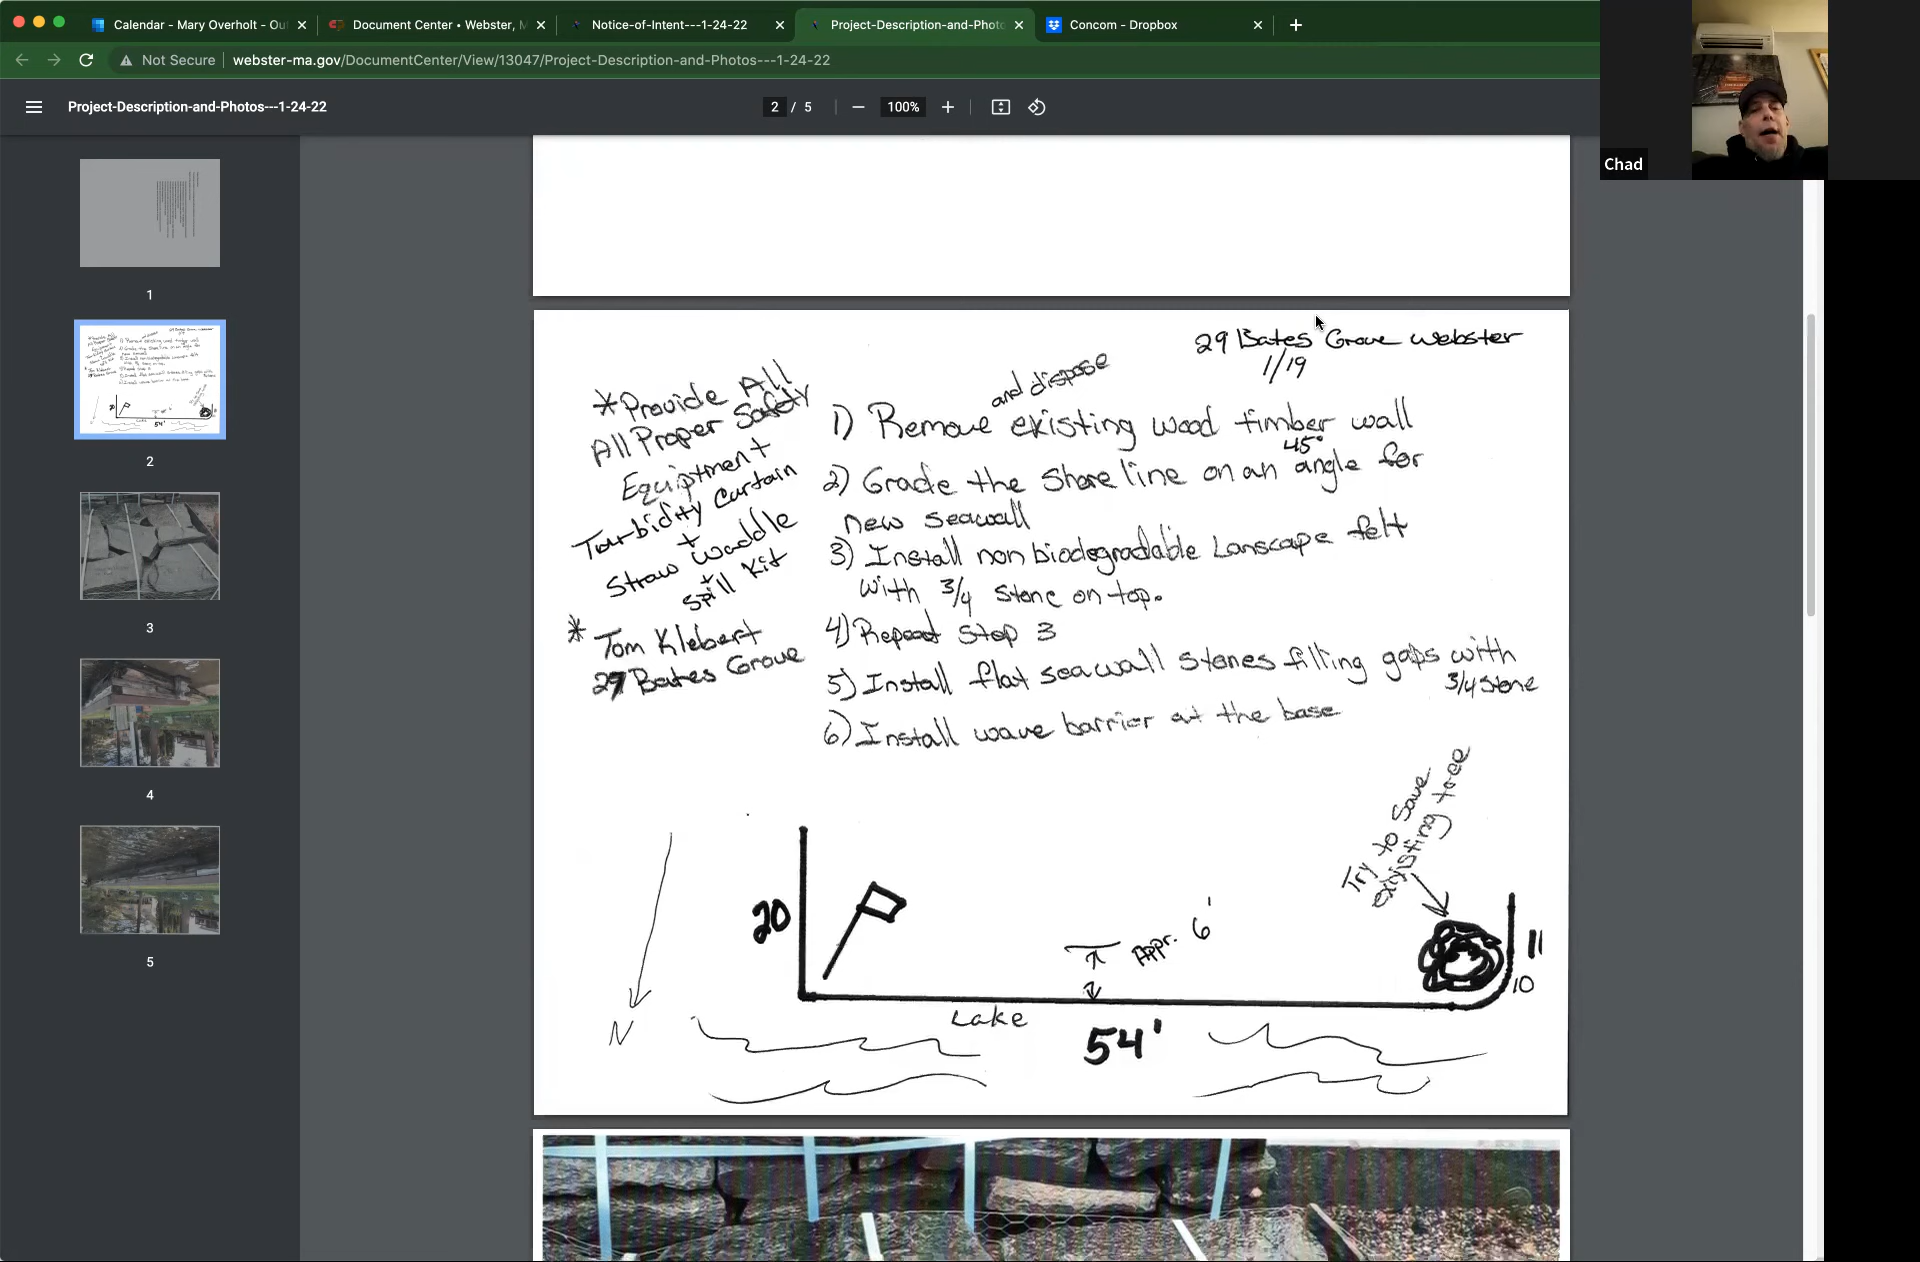 Calendar - Mary Overholt - Ou
Document Center • Webster, M
Notice-of-Intent---1-24-22
Project-Description-and-Photo
Concom - Dropbox
Not Secure
webster-ma.gov/DocumentCenter/View/13047/Project-Description-and-Photos---1-24-22
Project-Description-and-Photos---1-24-22
2 / 5
100%
Chad
1
2
3
4
5
29 Bates Grove Webster
1/19
*Provide All
All Proper Safety
Equiptment
Turbidity Curtain
+
Straw Waddle
+
Spill Kit
* Tom Klebert
29 Bates Grove
and dispose
1) Remove existing wood timber wall
45°
2) Grade the Shoreline on an angle for
new seawall
3) Install non biodegradable Lanscape felt
with 3/4 stone on top.
4) Repeat Step 3
5) Install flat seawall stones filling gaps with
3/4 stone
6) Install wave barrier at the base
Try to Save
exiyisting tree
20
Appr. 6'
11
10
Lake
54'
N